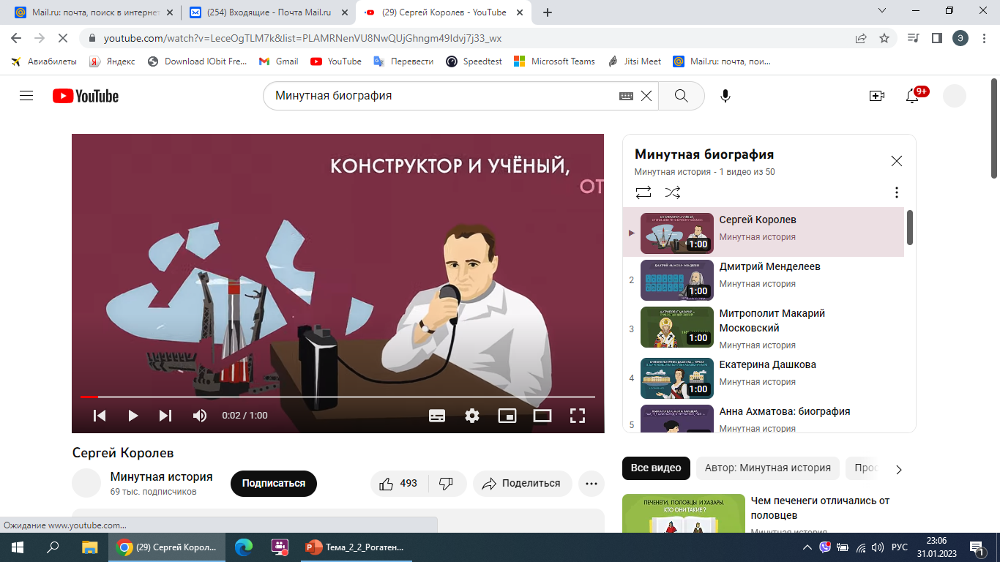 Mail.ru: почта, поиск в интернет
(254) Входящие - Почта Mail.ru
(29) Сергей Королев - YouTube
youtube.com/watch?v=LeceOgTLM7k&list=PLAMRNenVU8NwQUjGhngm49Idvj7j33_wx
Э
Авиабилеты
Яндекс
Download IObit Fre...
Gmail
YouTube
Перевести
Speedtest
Microsoft Teams
Jitsi Meet
Mail.ru: почта, пои...
YouTube
Минутная биография
9+
КОНСТРУКТОР И УЧЁНЫЙ,
ОТ
0:02 / 1:00
Минутная биография
Минутная история - 1 видео из 50
1:00
Сергей Королев
Минутная история
2
1:00
Дмитрий Менделеев
Минутная история
3
1:00
Митрополит Макарий
Московский
Минутная история
4
1:00
Екатерина Дашкова
Минутная история
5
Анна Ахматова: биография
Минутная история
Сергей Королев
Минутная история
69 тыс. подписчиков
Подписаться
493
Поделиться
Все видео
Автор: Минутная история
Прос
ПЕЧЕНЕГИ, ПОЛОВЦЫ И ХАЗАРЫ.
КТО ОНИ ТАКИЕ?
Чем печенеги отличались от
половцев
Минутная история
Ожидание www.youtube.com...
(29) Сергей Корол...
Тема_2_2_Рогатен...
РУС
23:06
31.01.2023
1